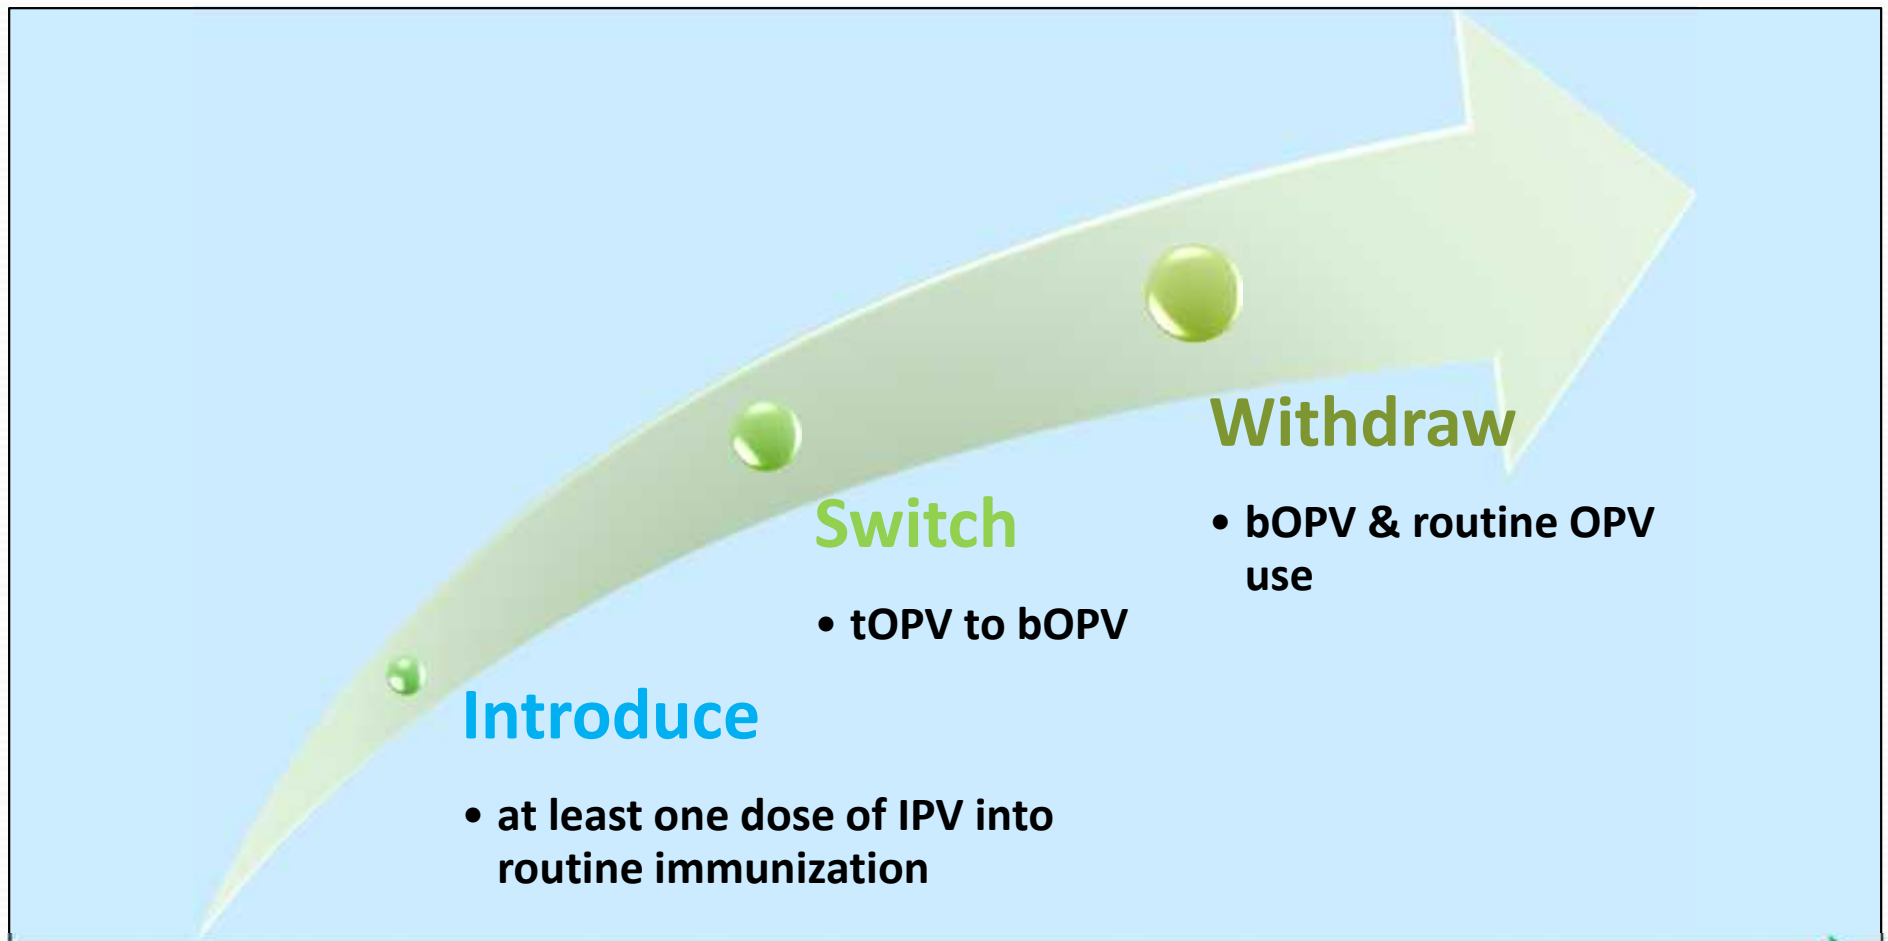 Withdraw
• bOPV & routine OPV
use
Switch
• tOPV to bOPV
Introduce
• at least one dose of IPV into
routine immunization